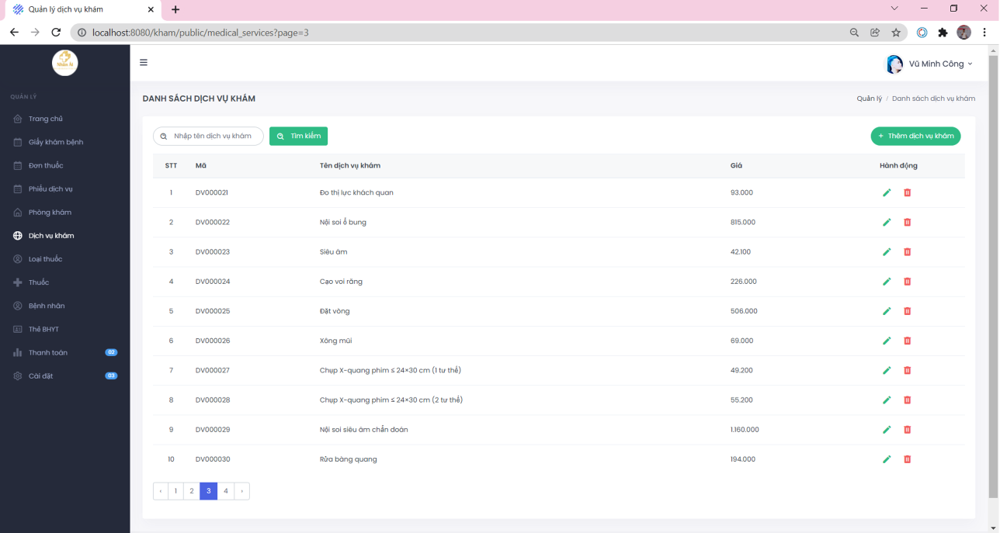 Quản lý dịch vụ khám
localhost:8080/kham/public/medical_services?page=3
Nhân Ái
Vũ Minh Công
QUẢN LÝ
Trang chủ
Giấy khám bệnh
Đơn thuốc
Phiếu dịch vụ
Phòng khám
Dịch vụ khám
Loại thuốc
Thuốc
Bệnh nhân
Thẻ BHYT
Thanh toán 02
Cài đặt 03
DANH SÁCH DỊCH VỤ KHÁM
Quản lý / Danh sách dịch vụ khám
Nhập tên dịch vụ khám Tìm kiếm + Thêm dịch vụ khám
STT Mã Tên dịch vụ khám Giá Hành động
1 DV000021 Đo thị lực khách quan 93.000
2 DV000022 Nội soi ổ bụng 815.000
3 DV000023 Siêu âm 42.100
4 DV000024 Cạo vôi răng 226.000
5 DV000025 Đặt vòng 506.000
6 DV000026 Xông mũi 69.000
7 DV000027 Chụp X-quang phim ≤ 24×30 cm (1 tư thế) 49.200
8 DV000028 Chụp X-quang phim ≤ 24×30 cm (2 tư thế) 55.200
9 DV000029 Nội soi siêu âm chẩn đoán 1.160.000
10 DV000030 Rửa bàng quang 194.000
‹ 1 2 3 4 ›